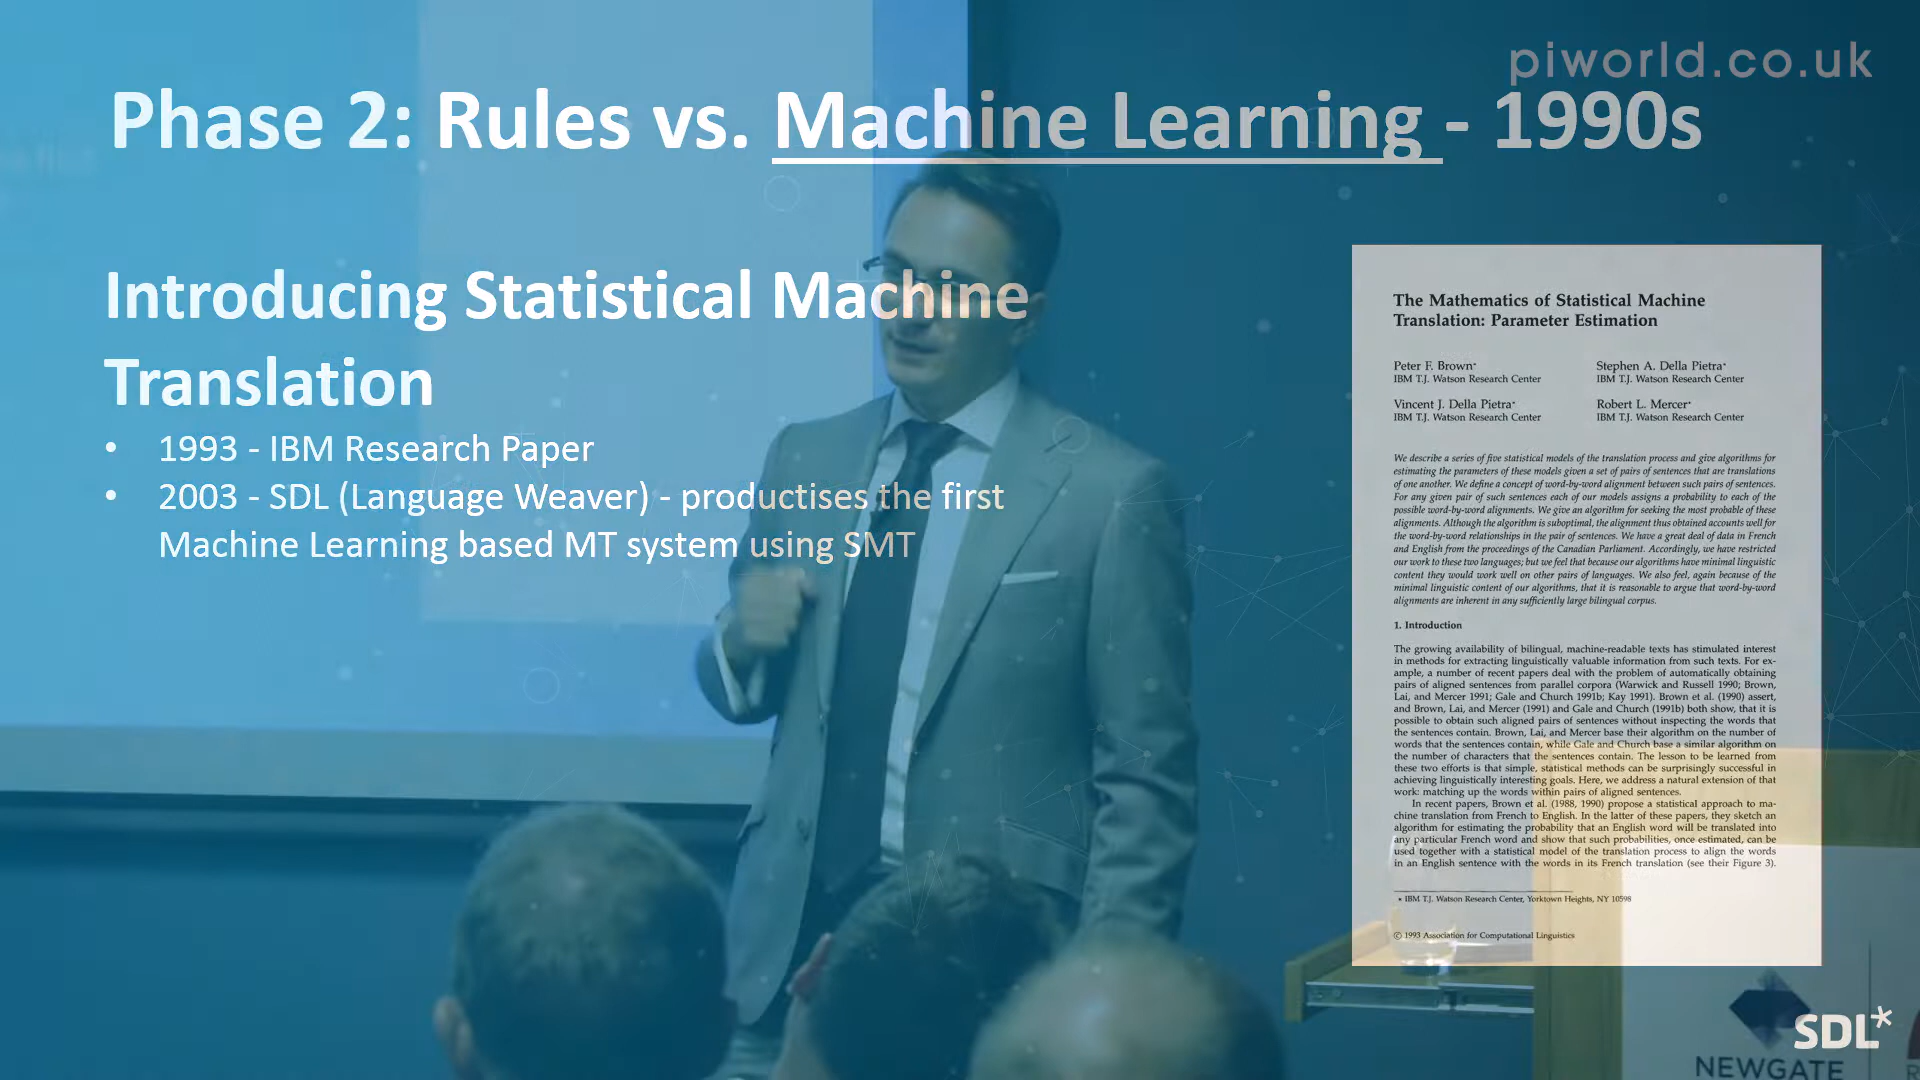 piworld.co.uk
Phase 2: Rules vs. Machine Learning - 1990s
Introducing Statistical Machine
Translation
• 1993 - IBM Research Paper
• 2003 - SDL (Language Weaver) - productises the first
Machine Learning based MT system using SMT
The Mathematics of Statistical Machine
Translation: Parameter Estimation
Peter F. Brown* Stephen A. Della Pietra*
IBM T.J. Watson Research Center IBM T.J. Watson Research Center
Vincent J. Della Pietra* Robert L. Mercer*
IBM T.J. Watson Research Center IBM T.J. Watson Research Center
We describe a series of five statistical models of the translation process and give algorithms for
estimating the parameters of these models given a set of pairs of sentences that are translations
of one another. We define a concept of word-by-word alignment between such pairs of sentences.
For any given pair of such sentences each of our models assigns a probability to each of the
possible word-by-word alignments. We give an algorithm for seeking the most probable of these
alignments. Although the algorithm is suboptimal, the alignment thus obtained accounts well for
the word-by-word relationships in the pair of sentences. We have a great deal of data in French
and English from the proceedings of the Canadian Parliament. Accordingly, we have restricted
our work to these two languages; but we feel that because our algorithms have minimal linguistic
content they would work well on other pairs of languages. We also feel, again because of the
minimal linguistic content of our algorithms, that it is reasonable to argue that word-by-word
alignments are inherent in any sufficiently large bilingual corpus.
1. Introduction
The growing availability of bilingual, machine-readable texts has stimulated interest
in methods for extracting linguistically valuable information from such texts. For ex-
ample, a number of recent papers deal with the problem of automatically obtaining
pairs of aligned sentences from parallel corpora (Warwick and Russell 1990; Brown,
Lai, and Mercer 1991; Gale and Church 1991b; Kay 1991). Brown et al. (1990) assert,
and Brown, Lai, and Mercer (1991) and Gale and Church (1991b) both show, that it is
possible to obtain such aligned pairs of sentences without inspecting the words that
the sentences contain. Brown, Lai, and Mercer base their algorithm on the number of
words that the sentences contain, while Gale and Church base a similar algorithm on
the number of characters that the sentences contain. The lesson to be learned from
these two efforts is that simple, statistical methods can be surprisingly successful in
achieving linguistically interesting goals. Here, we address a natural extension of that
work: matching up the words within pairs of aligned sentences.
In recent papers, Brown et al. (1988, 1990) propose a statistical approach to ma-
chine translation from French to English. In the latter of these papers, they sketch an
algorithm for estimating the probability that an English word will be translated into
any particular French word and show that such probabilities, once estimated, can be
used together with a statistical model of the translation process to align the words
in an English sentence with the words in its French translation (see their Figure 3).
* IBM T.J. Watson Research Center, Yorktown Heights, NY 10598
© 1993 Association for Computational Linguistics
SDL*
NEWGATE